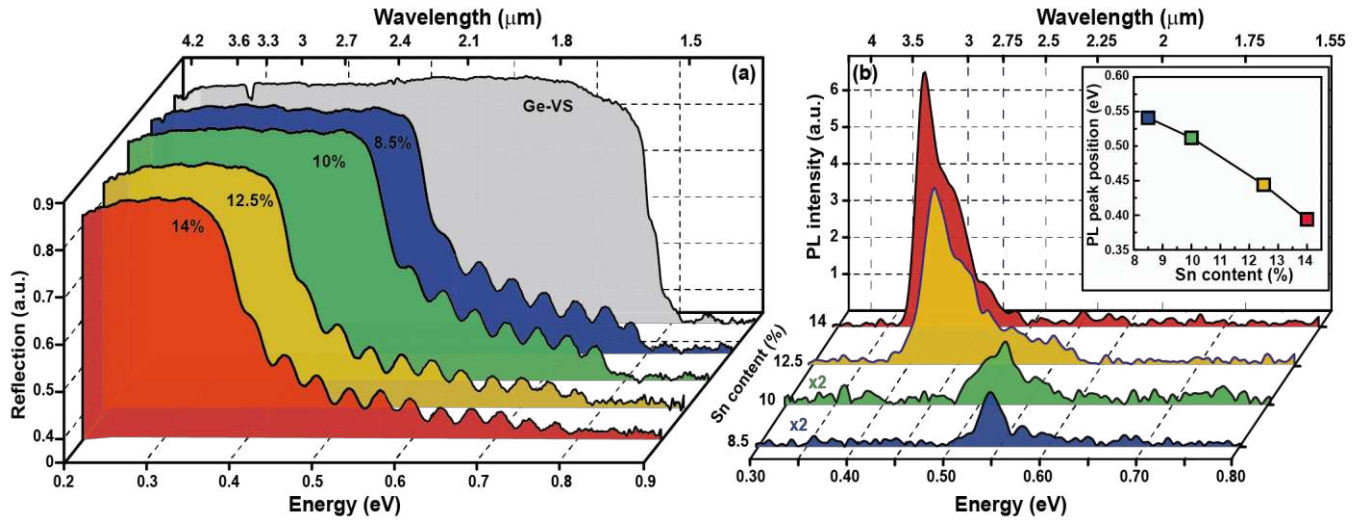 Wavelength (μm)
4.2 3.6 3.3 3 2.7 2.4 2.1 1.8 1.5
(a)
Ge-VS
8.5%
10%
12.5%
14%
Reflection (a.u.)
0.9
0.8
0.7
0.6
0.5
0.4
0
0.2 0.3 0.4 0.5 0.6 0.7 0.8 0.9
Energy (eV)
Wavelength (μm)
4 3.5 3 2.75 2.5 2.25 2 1.75 1.55
(b)
PL intensity (a.u.)
6
5
4
3
2
1
PL peak position (eV)
0.60
0.55
0.50
0.45
0.40
0.35
8 9 10 11 12 13 14
Sn content (%)
Sn content (%)
14
12.5
x2
10
x2
8.5
0.30 0.40 0.50 0.60 0.70 0.80
Energy (eV)